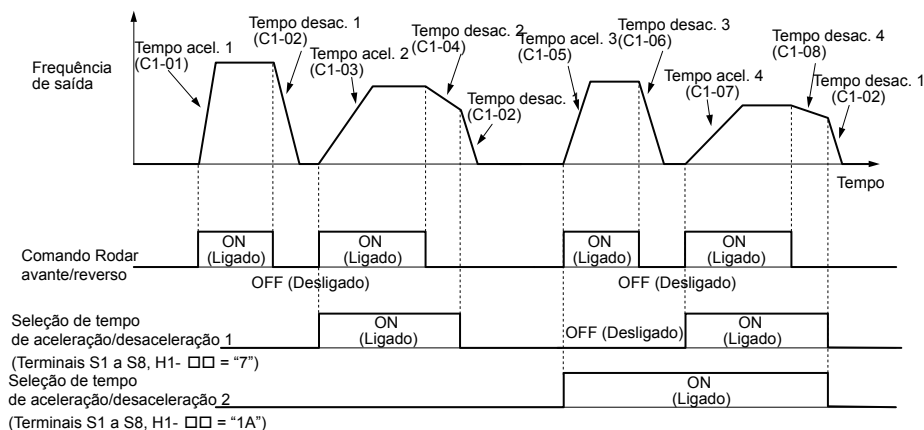 Frequência
de saída
Tempo acel. 1
(C1-01)
Tempo desac. 1
(C1-02)
Tempo acel. 2
(C1-03)
Tempo desac. 2
(C1-04)
Tempo desac. 1
(C1-02)
Tempo acel. 3
(C1-05)
Tempo desac. 3
(C1-06)
Tempo acel. 4
(C1-07)
Tempo desac. 4
(C1-08)
Tempo desac. 1
(C1-02)
Tempo
Comando Rodar
avante/reverso
ON
(Ligado)
ON
(Ligado)
ON
(Ligado)
ON
(Ligado)
OFF (Desligado)
OFF (Desligado)
Seleção de tempo
de aceleração/desaceleração 1
(Terminais S1 a S8, H1- □□ = “7”)
ON
(Ligado)
OFF (Desligado)
ON
(Ligado)
Seleção de tempo
de aceleração/desaceleração 2
(Terminais S1 a S8, H1- □□ = “1A”)
ON
(Ligado)